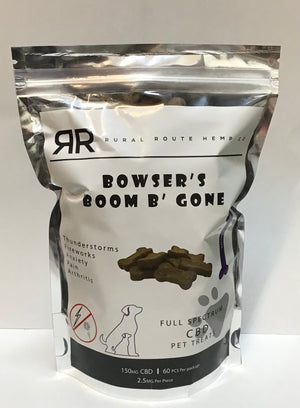 RR RURAL ROUTE HEMP CO
BOWSER'S
BOOM B' GONE
Thunderstorms
Fireworks
Anxiety
Pain
Arthritis
FULL SPECTRUM
CBD
PET TREATS
150MG CBD | 60 PCS Per package
2.5MG Per Piece